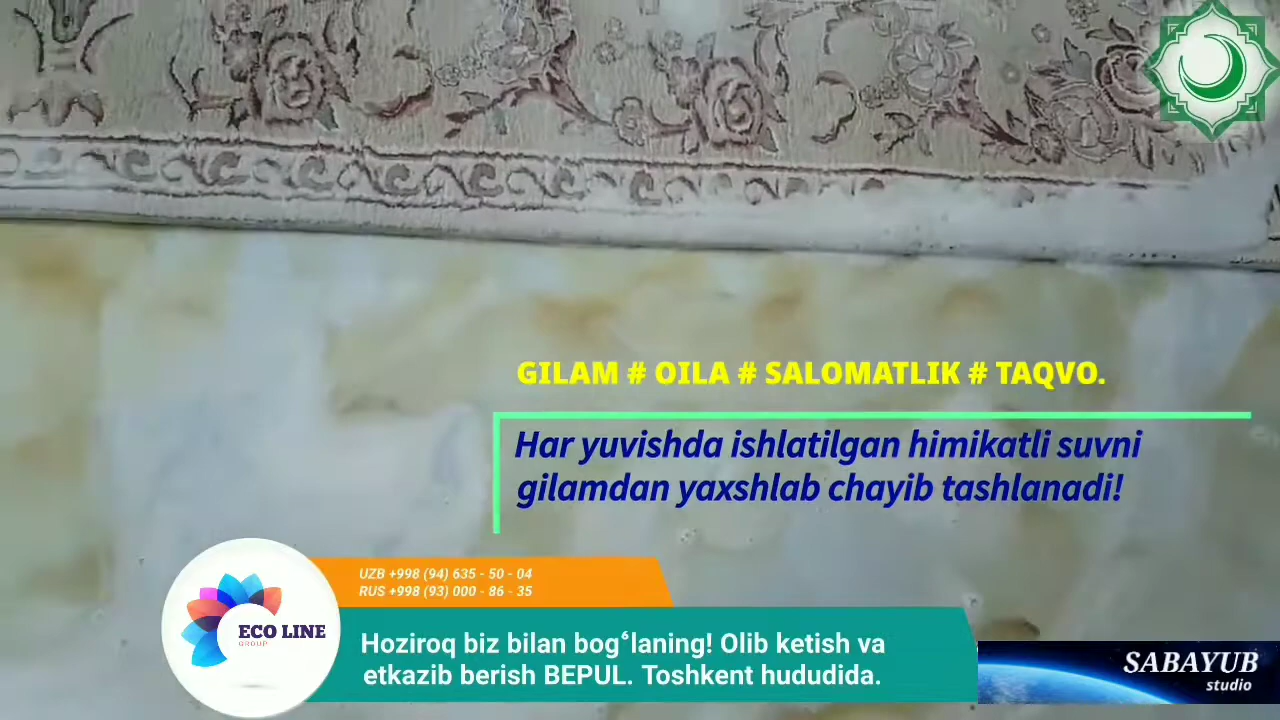 GILAM # OILA # SALOMATLIK # TAQVO.
Har yuvishda ishlatilgan himikatli suvni
gilamdan yaxshlab chayib tashlanadi!
UZB +998 (94) 635 - 50 - 04
RUS +998 (93) 000 - 86 - 35
ECO LINE
GROUP
Hoziroq biz bilan bogʻlaning! Olib ketish va
etkazib berish BEPUL. Toshkent hududida.
SABAYUB
studio